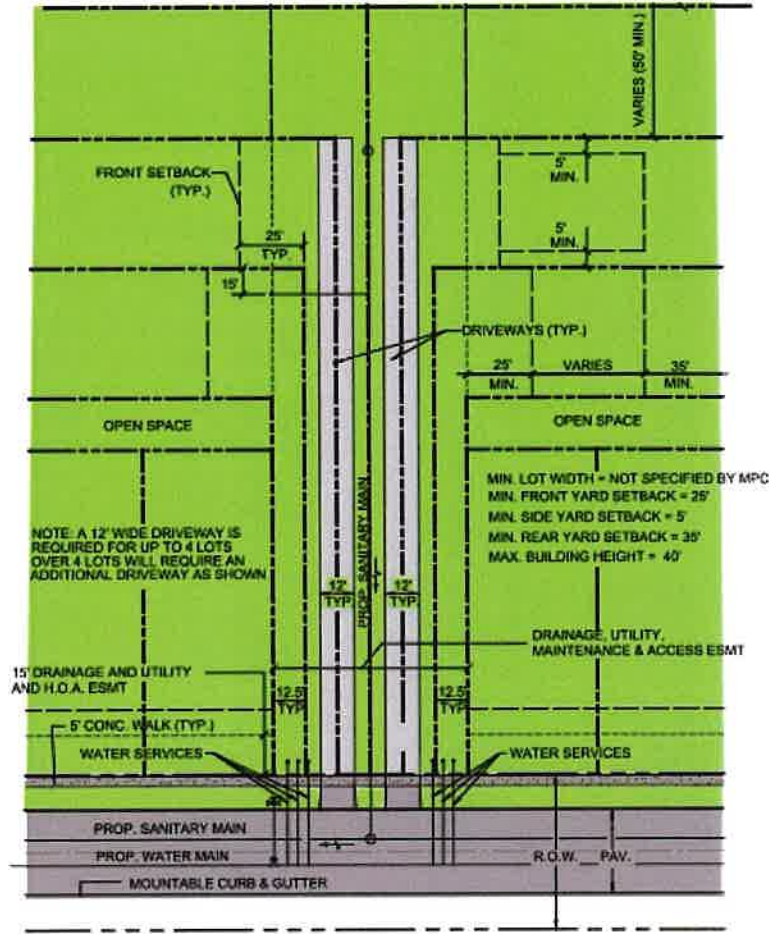 VARIES (50' MIN.)
FRONT SETBACK
(TYP.)
5'
MIN.
25'
TYP.
5'
MIN.
15'
DRIVEWAYS (TYP.)
25'
MIN.
VARIES
35'
MIN.
OPEN SPACE
OPEN SPACE
MIN. LOT WIDTH = NOT SPECIFIED BY MPC
MIN. FRONT YARD SETBACK = 25'
MIN. SIDE YARD SETBACK = 5'
MIN. REAR YARD SETBACK = 35'
MAX. BUILDING HEIGHT = 40'
NOTE: A 12' WIDE DRIVEWAY IS
REQUIRED FOR UP TO 4 LOTS
OVER 4 LOTS WILL REQUIRE AN
ADDITIONAL DRIVEWAY AS SHOWN
PROP. SANITARY MAIN
12'
TYP.
12'
TYP.
DRAINAGE, UTILITY,
MAINTENANCE & ACCESS ESMT
15' DRAINAGE AND UTILITY
AND H.O.A. ESMT
12.5'
TYP.
12.5'
TYP.
5' CONC. WALK (TYP.)
WATER SERVICES
WATER SERVICES
PROP. SANITARY MAIN
PROP. WATER MAIN
R.O.W.
PAV.
MOUNTABLE CURB & GUTTER